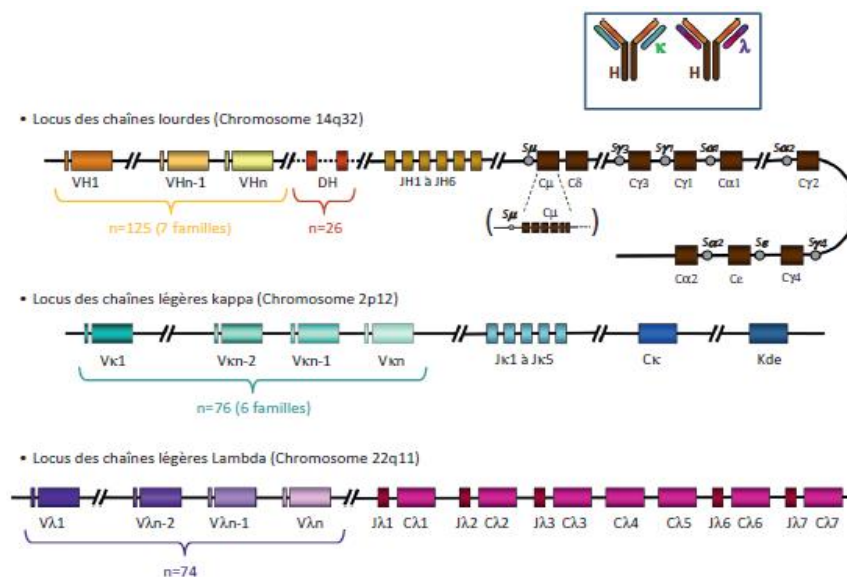 H κ H λ
• Locus des chaînes lourdes (Chromosome 14q32)
Sμ Sγ3 Sγ1 Sα1 Sα2
VH1 VHn-1 VHn DH JH1 à JH6 Cμ Cδ Cγ3 Cγ1 Cα1 Cγ2
n=125 (7 familles) n=26
( Sμ Cμ )
Sα2 Sε Sγ4
Cα2 Cε Cγ4
• Locus des chaînes légères kappa (Chromosome 2p12)
Vκ1 Vκn-2 Vκn-1 Vκn Jκ1 à Jκ5 Cκ Kde
n=76 (6 familles)
• Locus des chaînes légères Lambda (Chromosome 22q11)
Vλ1 Vλn-2 Vλn-1 Vλn Jλ1 Cλ1 Jλ2 Cλ2 Jλ3 Cλ3 Cλ4 Cλ5 Jλ6 Cλ6 Jλ7 Cλ7
n=74